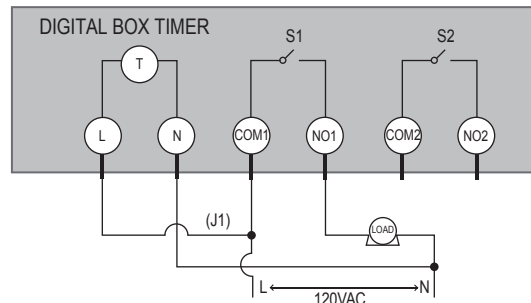 DIGITAL BOX TIMER
S1
S2
T
L
N
COM1
NO1
COM2
NO2
(J1)
LOAD
L
N
120VAC